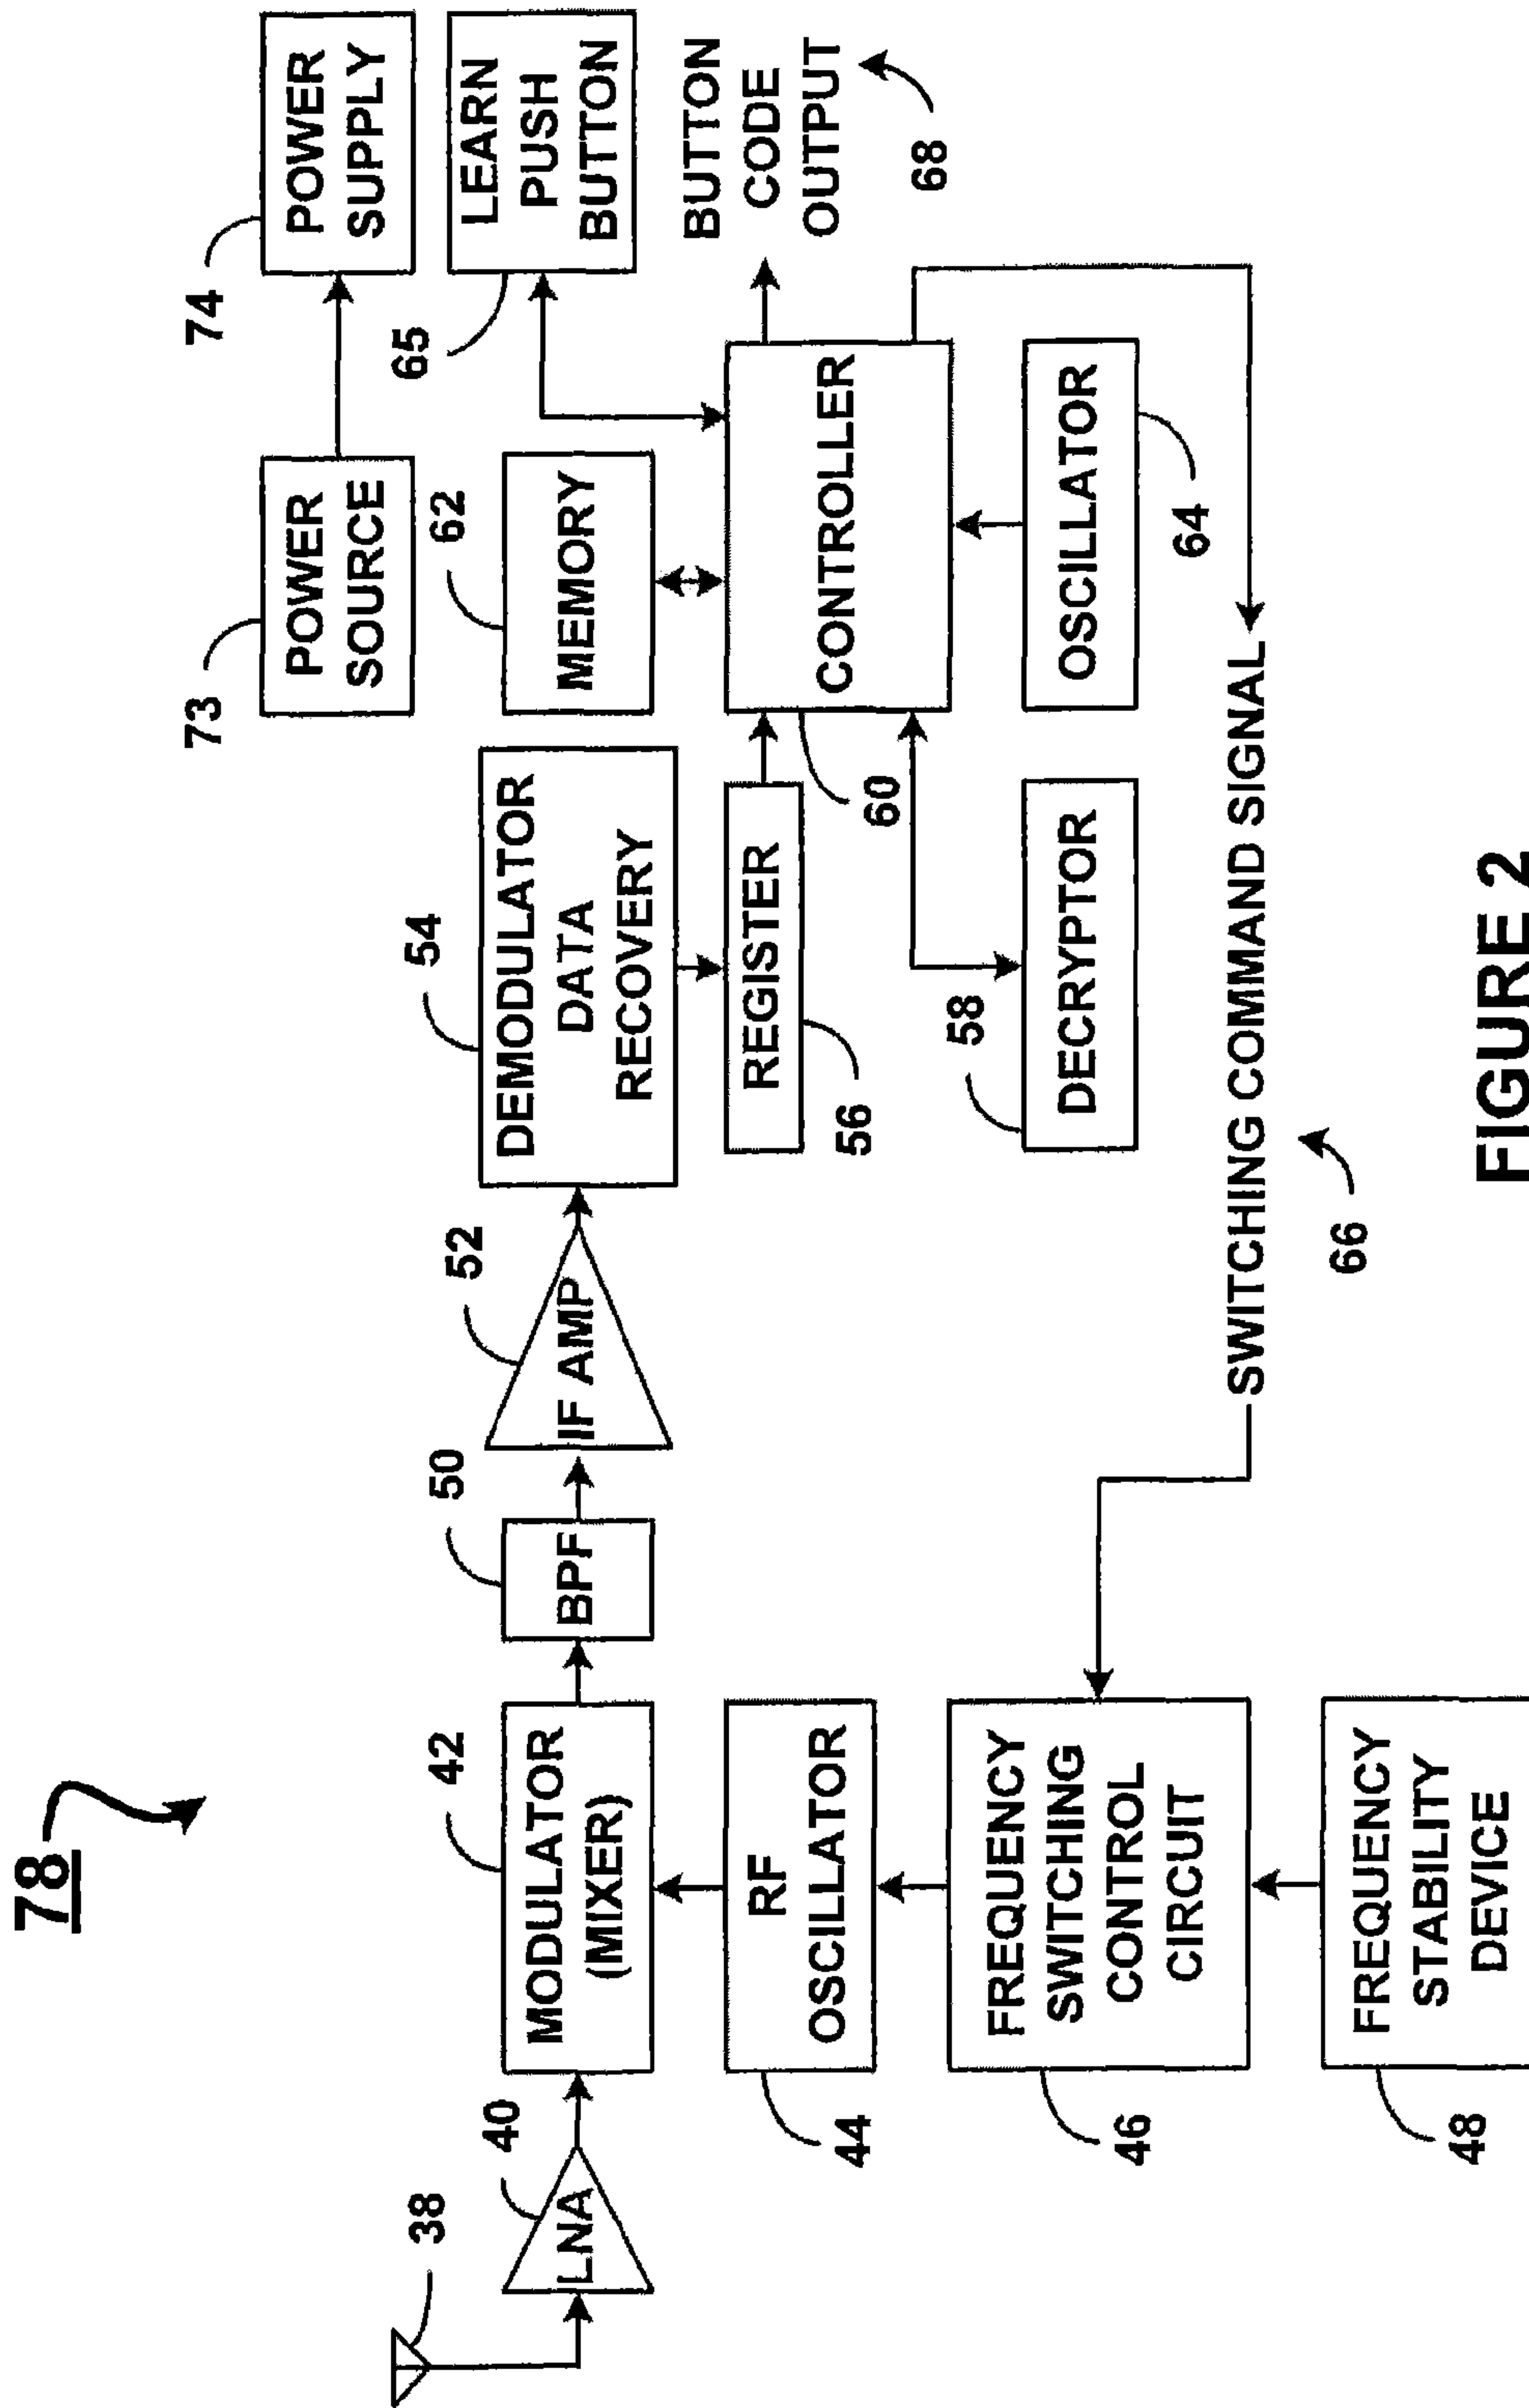 78
38
40
LNA
42
MODULATOR
(MIXER)
50
BPF
52
IF AMP
54
DEMODULATOR
DATA
RECOVERY
73
POWER
SOURCE
74
POWER
SUPPLY
62
MEMORY
65
LEARN
PUSH
BUTTON
44
RF
OSCILLATOR
56
REGISTER
60
CONTROLLER
BUTTON
CODE
OUTPUT
68
46
FREQUENCY
SWITCHING
CONTROL
CIRCUIT
58
DECRYPTOR
OSCILLATOR
64
SWITCHING COMMAND SIGNAL
66
48
FREQUENCY
STABILITY
DEVICE
FIGURE 2